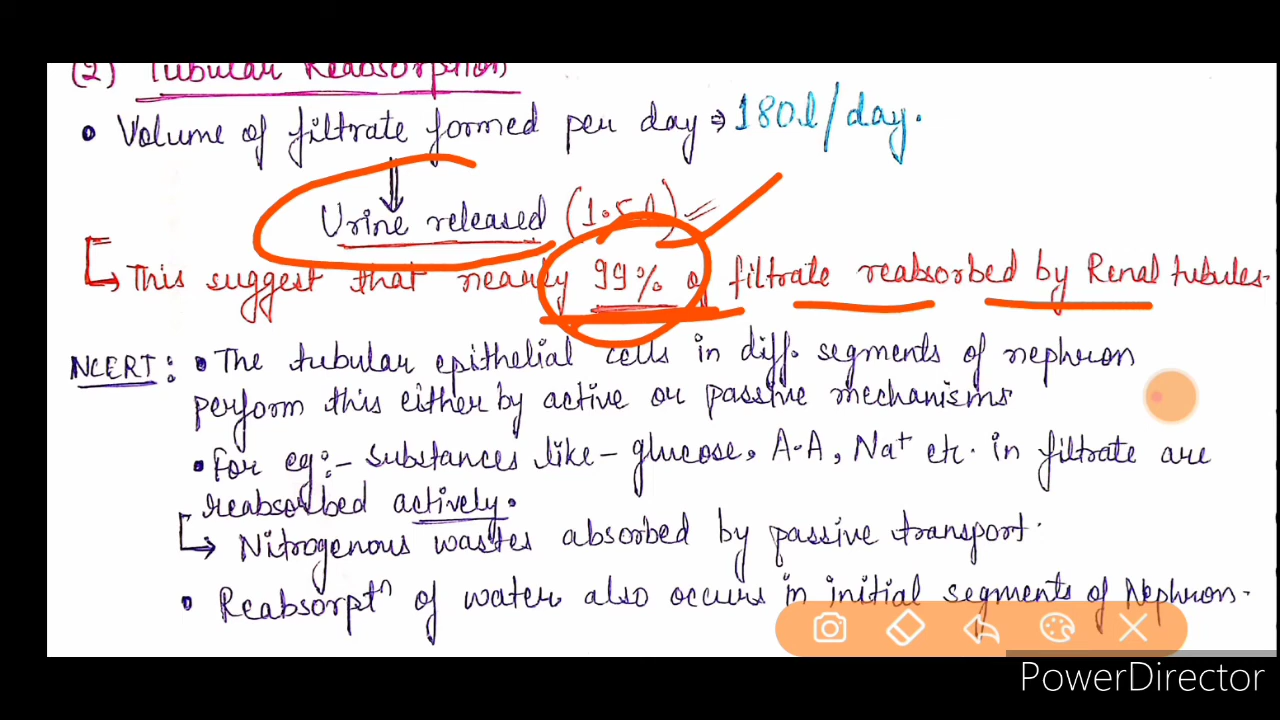 (2) Tubular Reabsorption
• Volume of filtrate formed per day ⇒ 180l/day.
⇓
Urine released (1.5l)
↳ This suggest that nearly 99% of filtrate reabsorbed by Renal tubules.
NCERT: • The tubular epithelial cells in diff. segments of nephron
perform this either by active or passive mechanisms
• For eg:- substances like - glucose, A.A, Na⁺ etc. in filtrate are
reabsorbed actively.
↳ Nitrogenous wastes absorbed by passive transport.
• Reabsorptⁿ of water also occurs in initial segments of Nephron.
PowerDirector